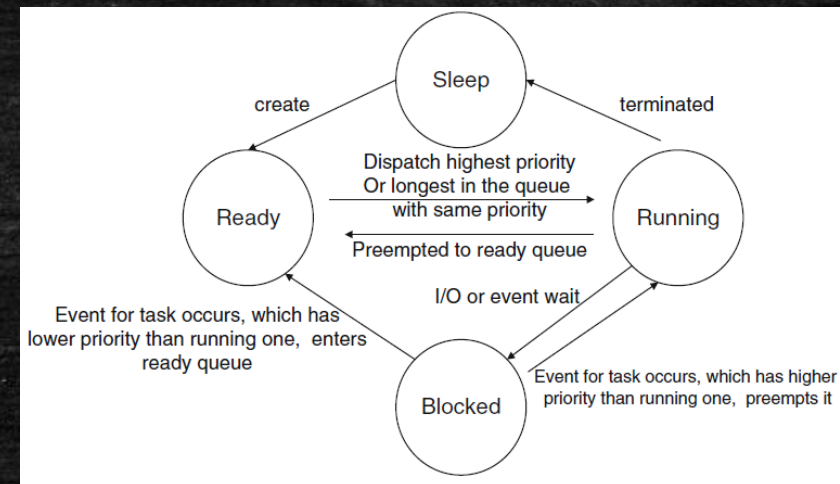 Sleep
create
terminated
Dispatch highest priority
Or longest in the queue
with same priority
Ready
Running
Preempted to ready queue
I/O or event wait
Event for task occurs, which has
lower priority than running one, enters
ready queue
Event for task occurs, which has higher
priority than running one, preempts it
Blocked